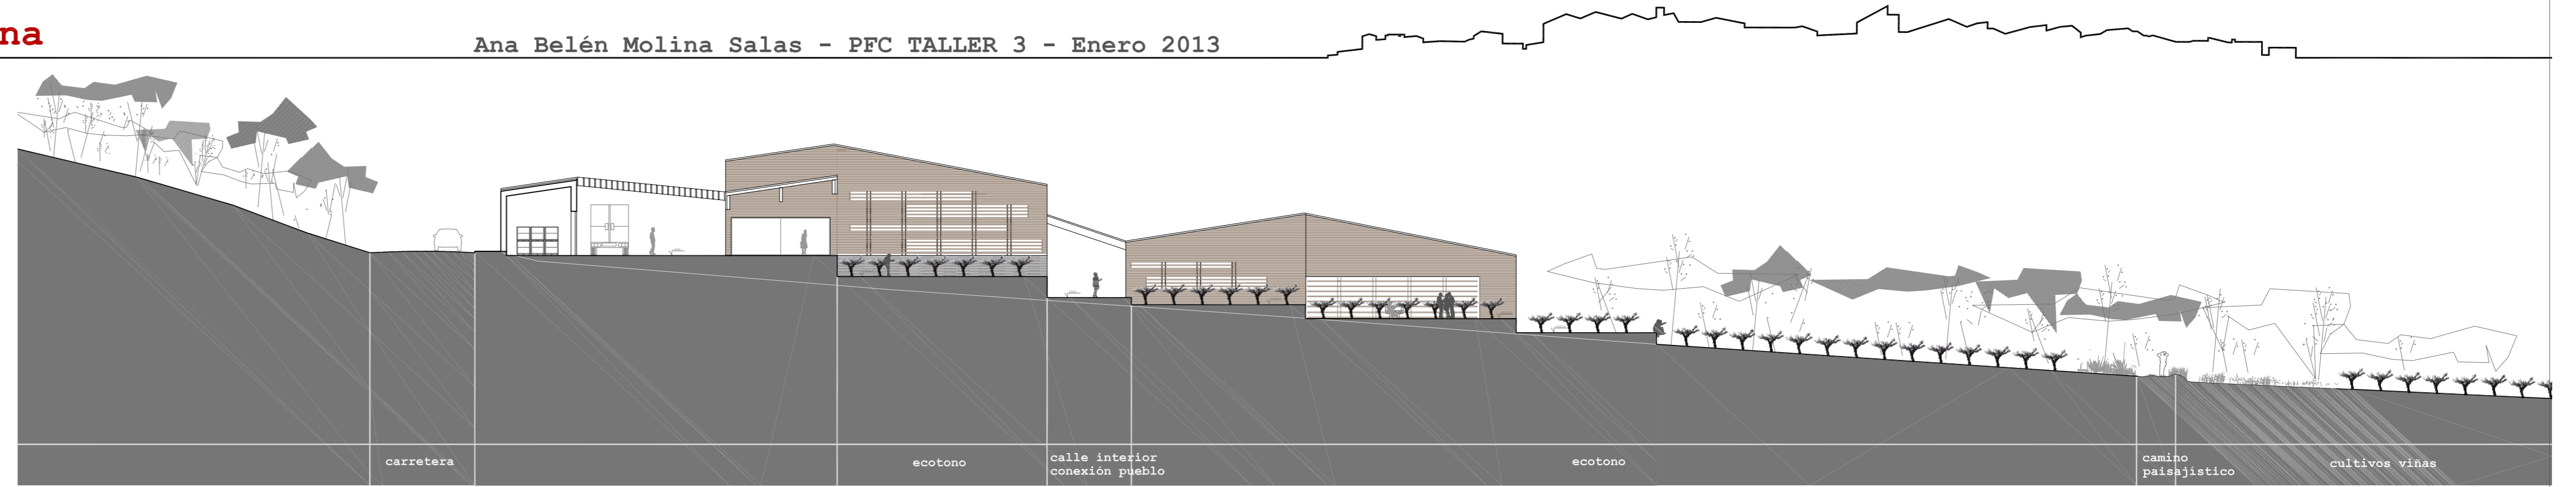 na
Ana Belén Molina Salas - PFC TALLER 3 - Enero 2013
carretera
ecotono
calle interior
conexión pueblo
ecotono
camino
paisajístico
cultivos viñas